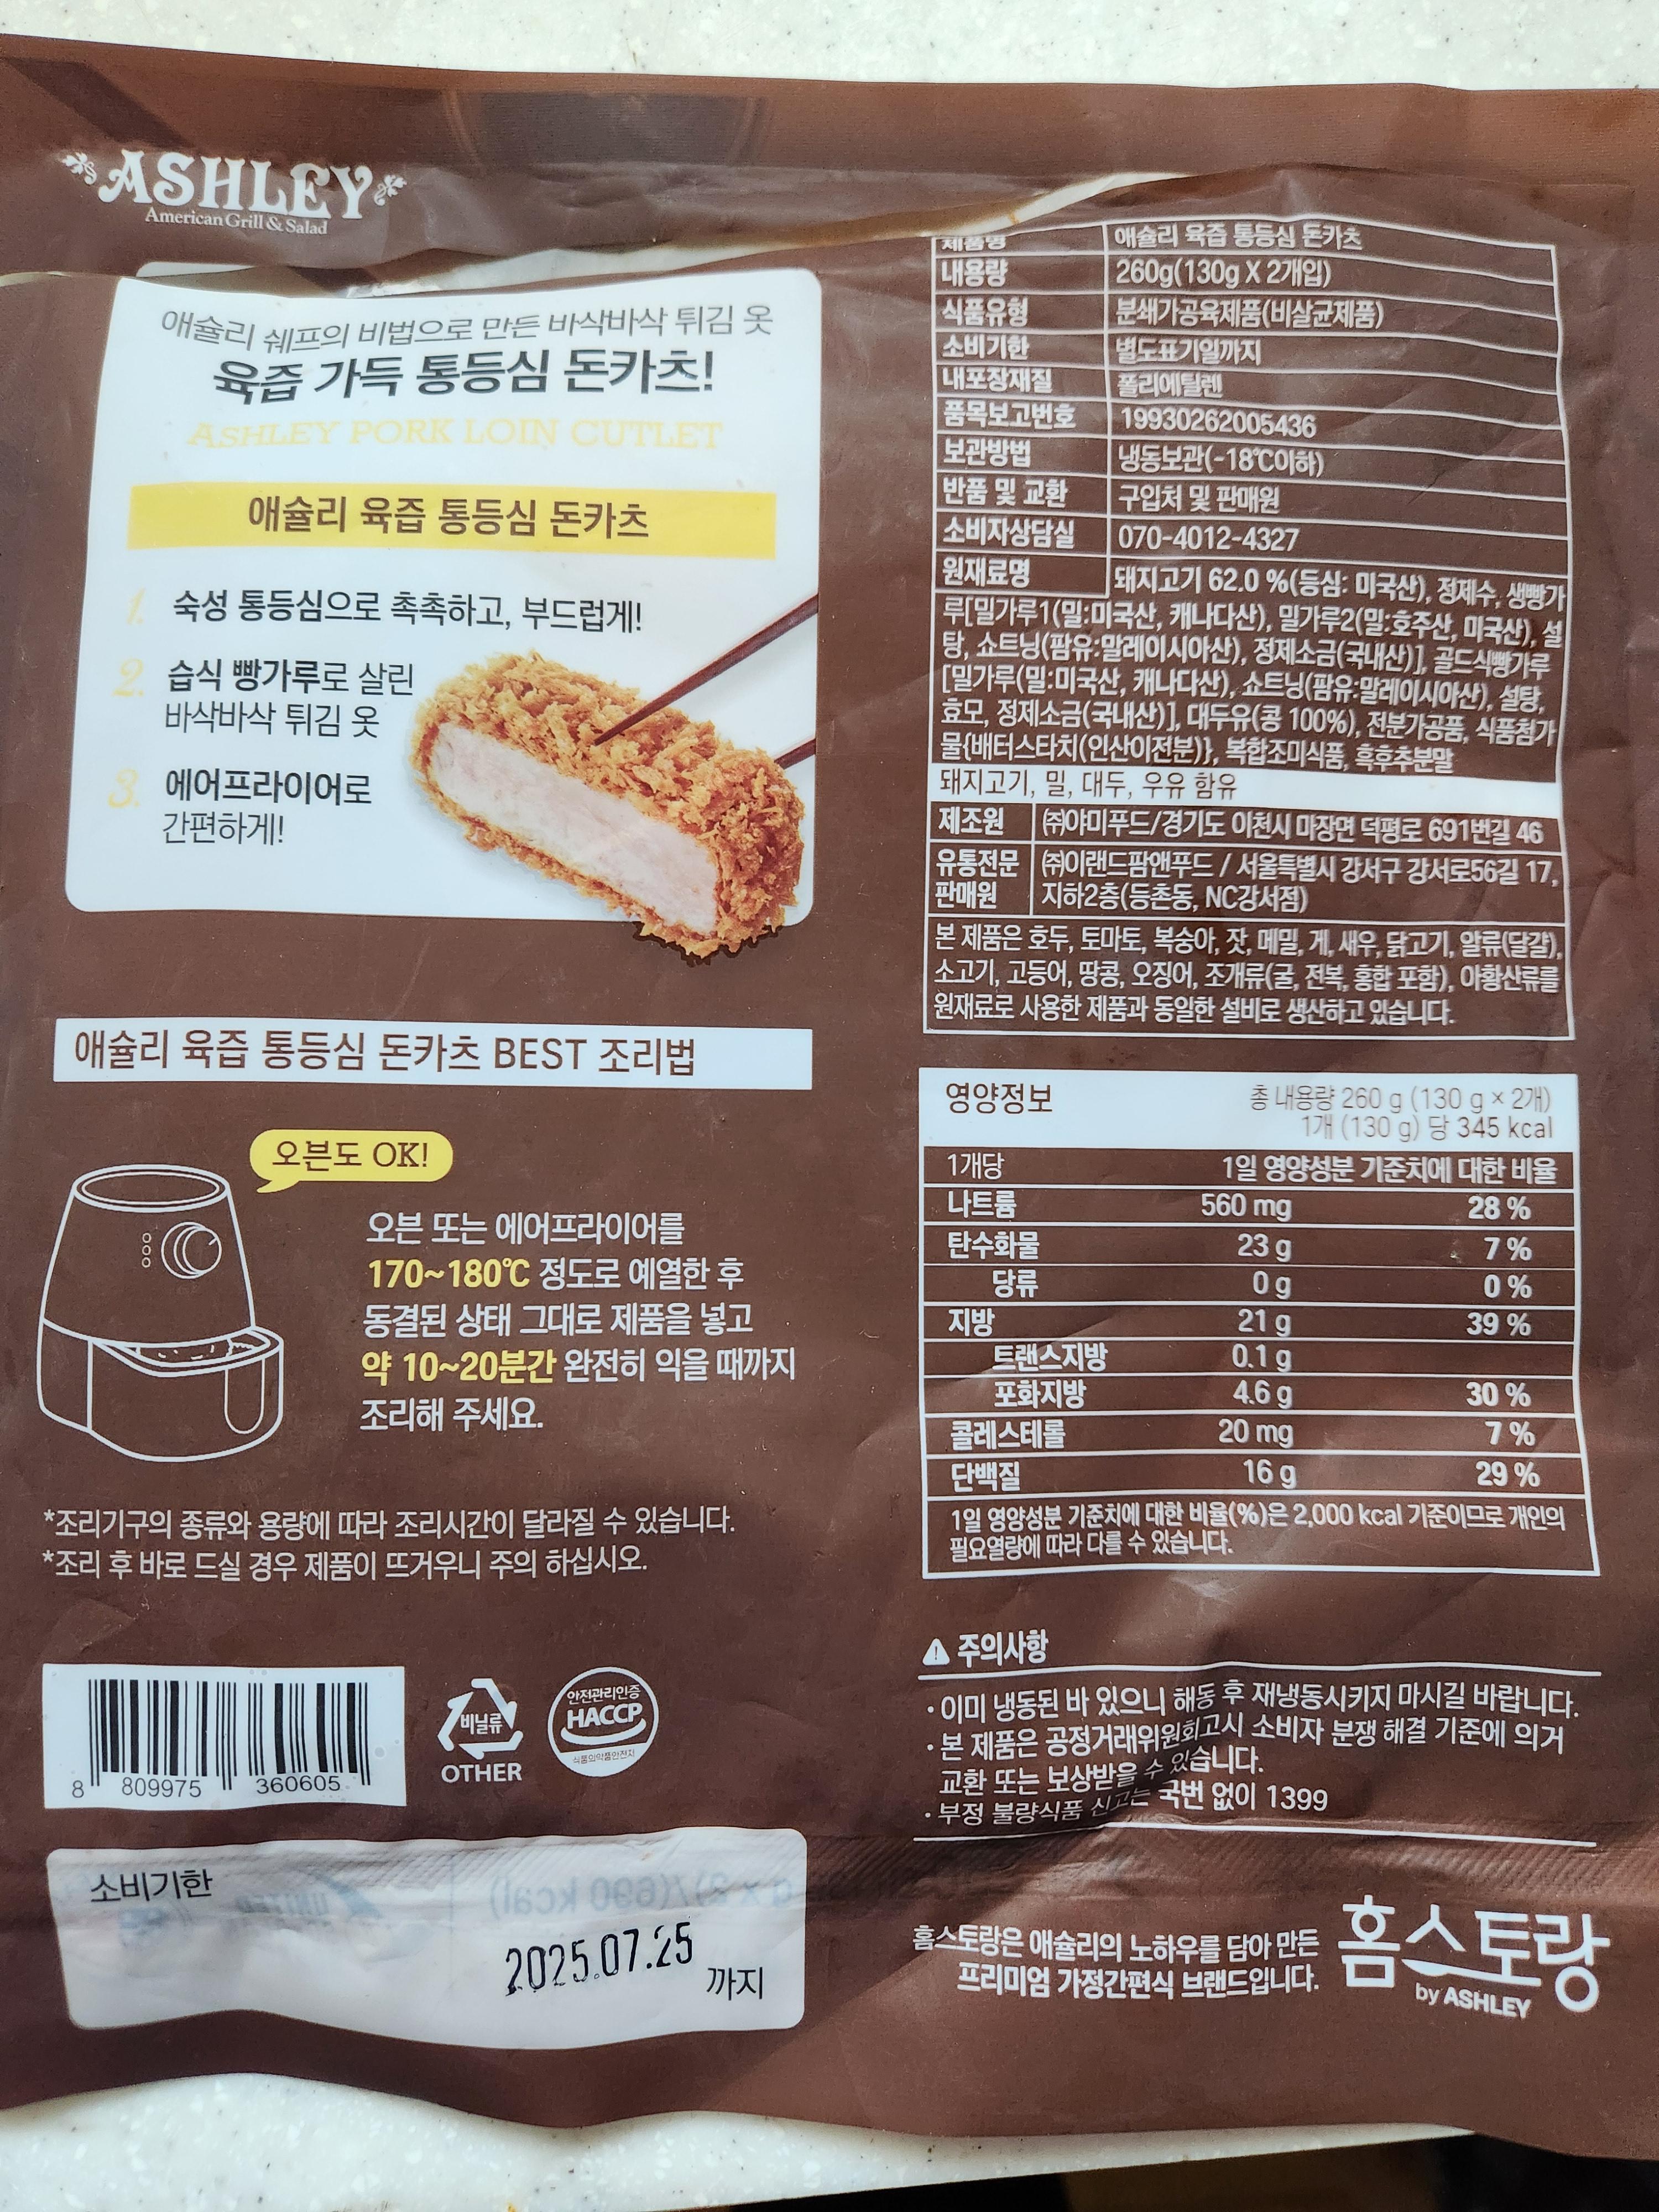 ASHLEY
American Grill & Salad
애슐리 쉐프의 비법으로 만든 바삭바삭 튀김 옷
육즙 가득 통등심 돈카츠!
ASHLEY PORK LOIN CUTLET
애슐리 육즙 통등심 돈카츠
1. 숙성 통등심으로 촉촉하고, 부드럽게!
2. 습식 빵가루로 살린
바삭바삭 튀김 옷
3. 에어프라이어로
간편하게!
애슐리 육즙 통등심 돈카츠 BEST 조리법
오븐도 OK!
오븐 또는 에어프라이어를
170~180℃ 정도로 예열한 후
동결된 상태 그대로 제품을 넣고
약 10~20분간 완전히 익을 때까지
조리해 주세요.
*조리기구의 종류와 용량에 따라 조리시간이 달라질 수 있습니다.
*조리 후 바로 드실 경우 제품이 뜨거우니 주의 하십시오.
8 809975 360605
비닐류
OTHER
안전관리인증
HACCP
식품의약품안전처
소비기한
2025.07.25
까지
제품명 애슐리 육즙 통등심 돈카츠
내용량 260g(130g X 2개입)
식품유형 분쇄가공육제품(비살균제품)
소비기한 별도표기일까지
내포장재질 폴리에틸렌
품목보고번호 19930262005436
보관방법 냉동보관(-18℃이하)
반품 및 교환 구입처 및 판매원
소비자상담실 070-4012-4327
원재료명 돼지고기 62.0 %(등심: 미국산), 정제수, 생빵가
루[밀가루1(밀:미국산, 캐나다산), 밀가루2(밀:호주산, 미국산), 설
탕, 쇼트닝(팜유:말레이시아산), 정제소금(국내산)], 골드식빵가루
[밀가루(밀:미국산, 캐나다산), 쇼트닝(팜유:말레이시아산), 설탕,
효모, 정제소금(국내산)], 대두유(콩 100%), 전분가공품, 식품첨가
물{배터스타치(인산이전분)}, 복합조미식품, 흑후추분말
돼지고기, 밀, 대두, 우유 함유
제조원 ㈜야미푸드/경기도 이천시 마장면 덕평로 691번길 46
유통전문 ㈜이랜드팜앤푸드 / 서울특별시 강서구 강서로56길 17,
판매원 지하2층(등촌동, NC강서점)
본 제품은 호두, 토마토, 복숭아, 잣, 메밀, 게, 새우, 닭고기, 알류(달걀),
소고기, 고등어, 땅콩, 오징어, 조개류(굴, 전복, 홍합 포함), 아황산류를
원재료로 사용한 제품과 동일한 설비로 생산하고 있습니다.
영양정보 총 내용량 260 g (130 g × 2개)
1개 (130 g) 당 345 kcal
1개당 1일 영양성분 기준치에 대한 비율
나트륨 560 mg 28 %
탄수화물 23 g 7 %
당류 0 g 0 %
지방 21 g 39 %
트랜스지방 0.1 g
포화지방 4.6 g 30 %
콜레스테롤 20 mg 7 %
단백질 16 g 29 %
1일 영양성분 기준치에 대한 비율(%)은 2,000 kcal 기준이므로 개인의
필요열량에 따라 다를 수 있습니다.
주의사항
· 이미 냉동된 바 있으니 해동 후 재냉동시키지 마시길 바랍니다.
· 본 제품은 공정거래위원회고시 소비자 분쟁 해결 기준에 의거
교환 또는 보상받을 수 있습니다.
· 부정 불량식품 신고는 국번 없이 1399
홈스토랑은 애슐리의 노하우를 담아 만든
프리미엄 가정간편식 브랜드입니다.
홈스토랑
by ASHLEY